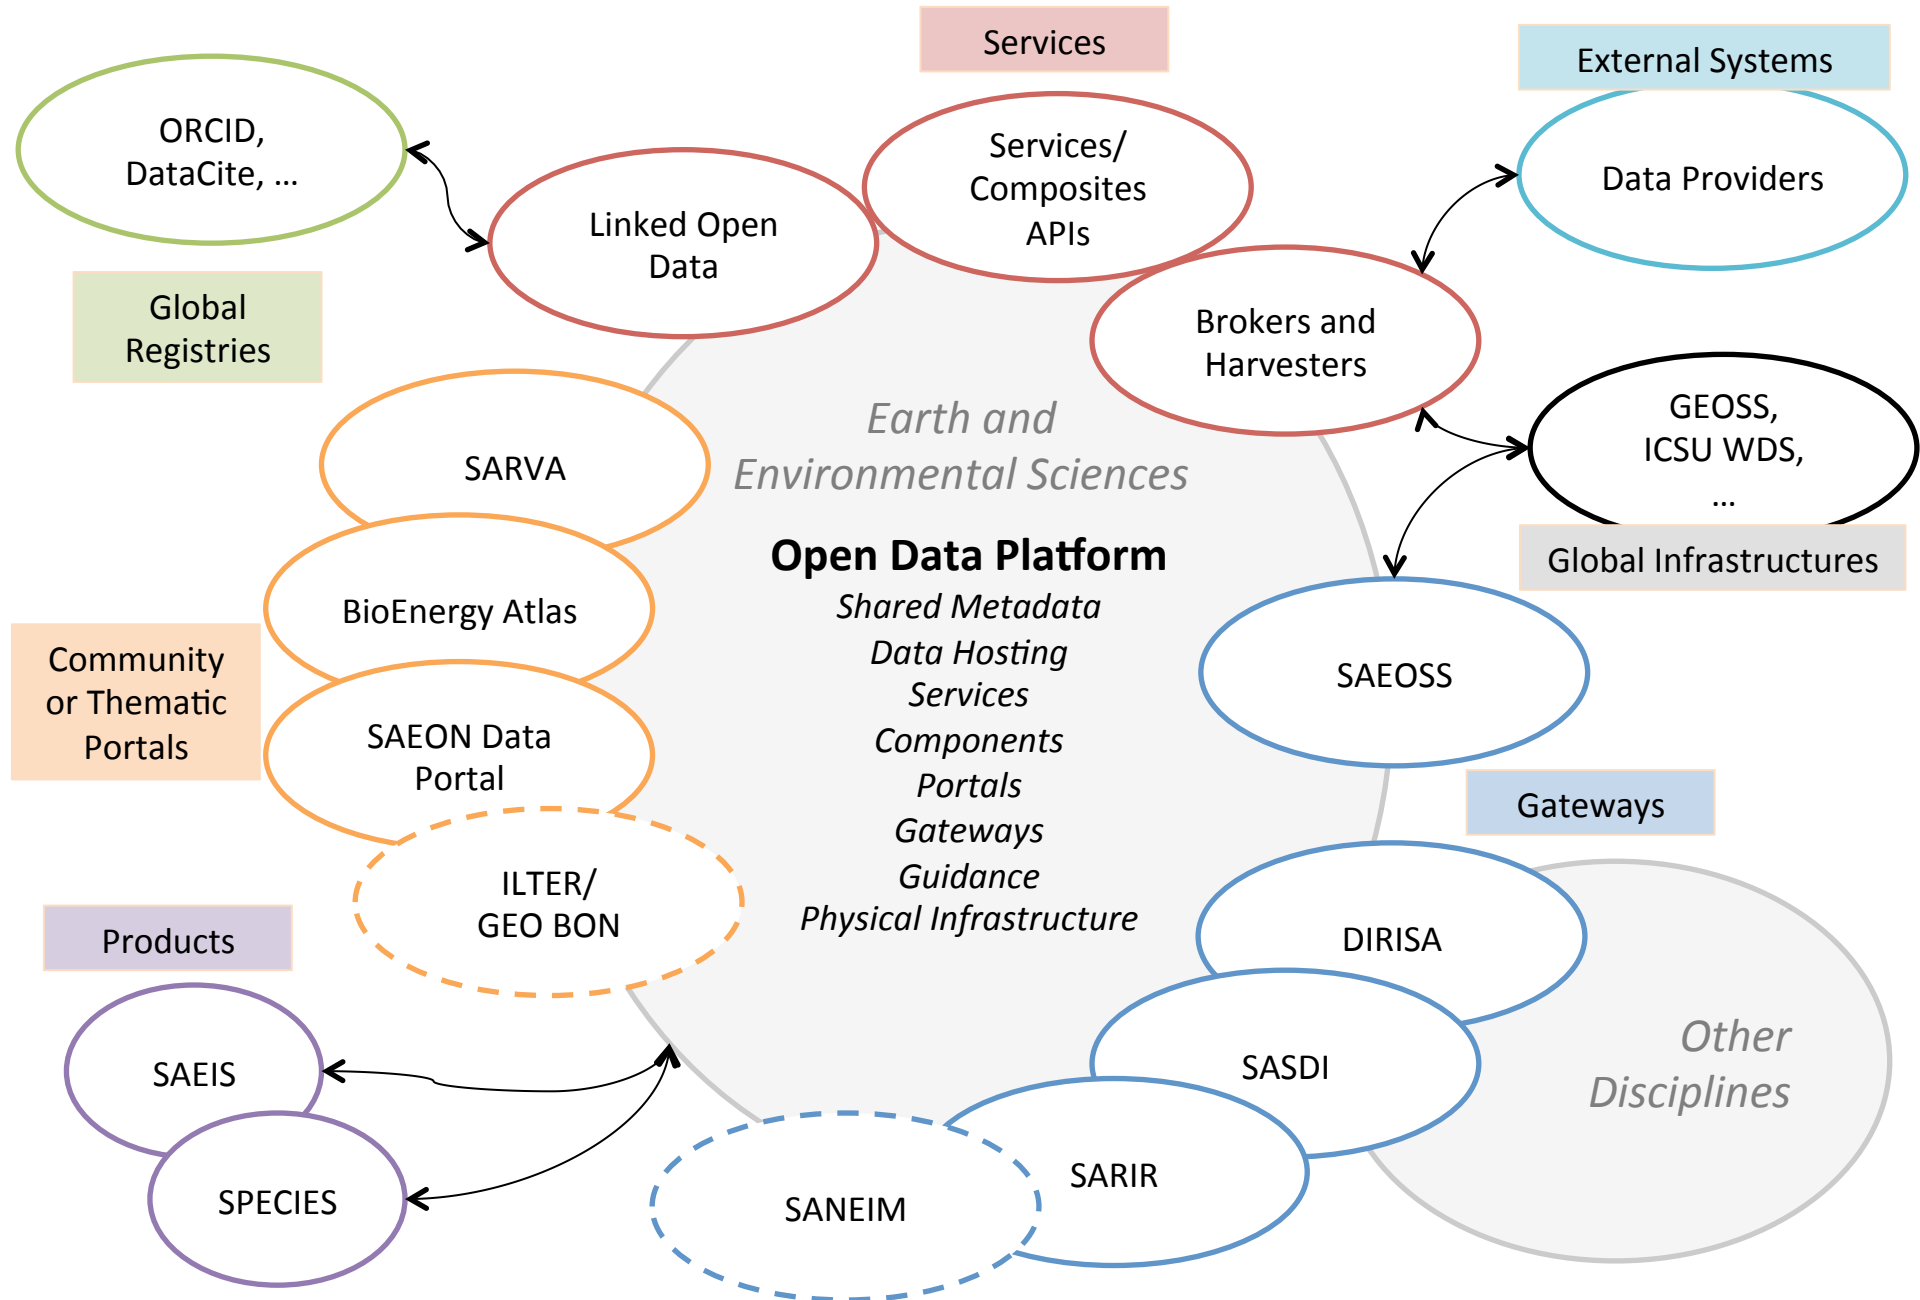 Services
External Systems
ORCID,
DataCite, ...
Services/
Composites
APIs
Data Providers
Linked Open
Data
Global
Registries
Brokers and
Harvesters
GEOSS,
ICSU WDS,
...
Global Infrastructures
SARVA
Earth and
Environmental Sciences
Open Data Platform
Shared Metadata
Data Hosting
Services
Components
Portals
Gateways
Guidance
Physical Infrastructure
BioEnergy Atlas
Community
or Thematic
Portals
SAEON Data
Portal
SAEOSS
Gateways
ILTER/
GEO BON
Products
DIRISA
SAEIS
SASDI
Other
Disciplines
SPECIES
SANEIM
SARIR